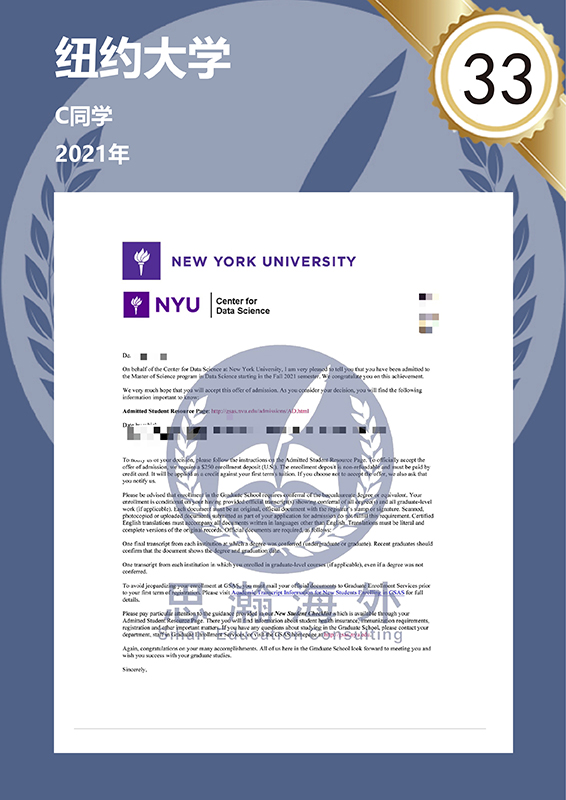 纽约大学
C同学
2021年
33
NEW YORK UNIVERSITY
NYU
Center for
Data Science
On behalf of the Center for Data Science at New York University, I am very pleased to tell you that you have been admitted to
the Master of Science program in Data Science starting in the Fall 2021 semester. We congratulate you on this achievement.
We very much hope that you will accept this offer of admission. As you consider your decision, you will find the following
information important to know:
Admitted Student Resource Page:
To notify us of your decision, please follow the instructions on the Admitted Student Resource Page. To officially accept the
offer of admission, we require a $250 enrollment deposit (U.S.). The enrollment deposit is non-refundable and must be paid by
credit card. It will be applied as a credit against your first term's tuition. If you choose not to accept the offer, we also ask that
you notify us.
Please be advised that enrollment in the Graduate School requires conferral of the baccalaureate degree or equivalent. Your
enrollment is conditional on your having provided official transcript(s) showing conferral of all degree(s) and all graduate-level
work (if applicable). Each document must be an original, official document with the registrar's stamp or signature. Scanned,
photocopied or uploaded documents submitted as part of your application for admission do not fulfill this requirement. Certified
English translations must accompany all documents written in languages other than English. Translations must be literal and
complete versions of the original records. Official documents are required, as follows:
One final transcript from each institution at which a degree was conferred (undergraduate or graduate). Recent graduates should
confirm that the document shows the degree and graduation date.
One transcript from each institution in which you enrolled in graduate-level courses (if applicable), even if a degree was not
conferred.
To avoid jeopardizing your enrollment at GSAS, you must mail your official documents to Graduate Enrollment Services prior
to your first term of registration. Please visit Academic Transcript Information for New Students Enrolling in GSAS for full
details.
Please pay particular attention to the guidance provided in the New Student Checklist which is available through your
Admitted Student Resource Page. There you will find information about student health insurance, immunization requirements,
registration and other important matters. If you have any questions about studying in the Graduate School, please contact your
department, staff in Graduate Enrollment Services, or visit the GSAS homepage at
Again, congratulations on your many accomplishments. All of us here in the Graduate School look forward to meeting you and
wish you success with your graduate studies.
Sincerely,
思瀚海外
Education Consulting